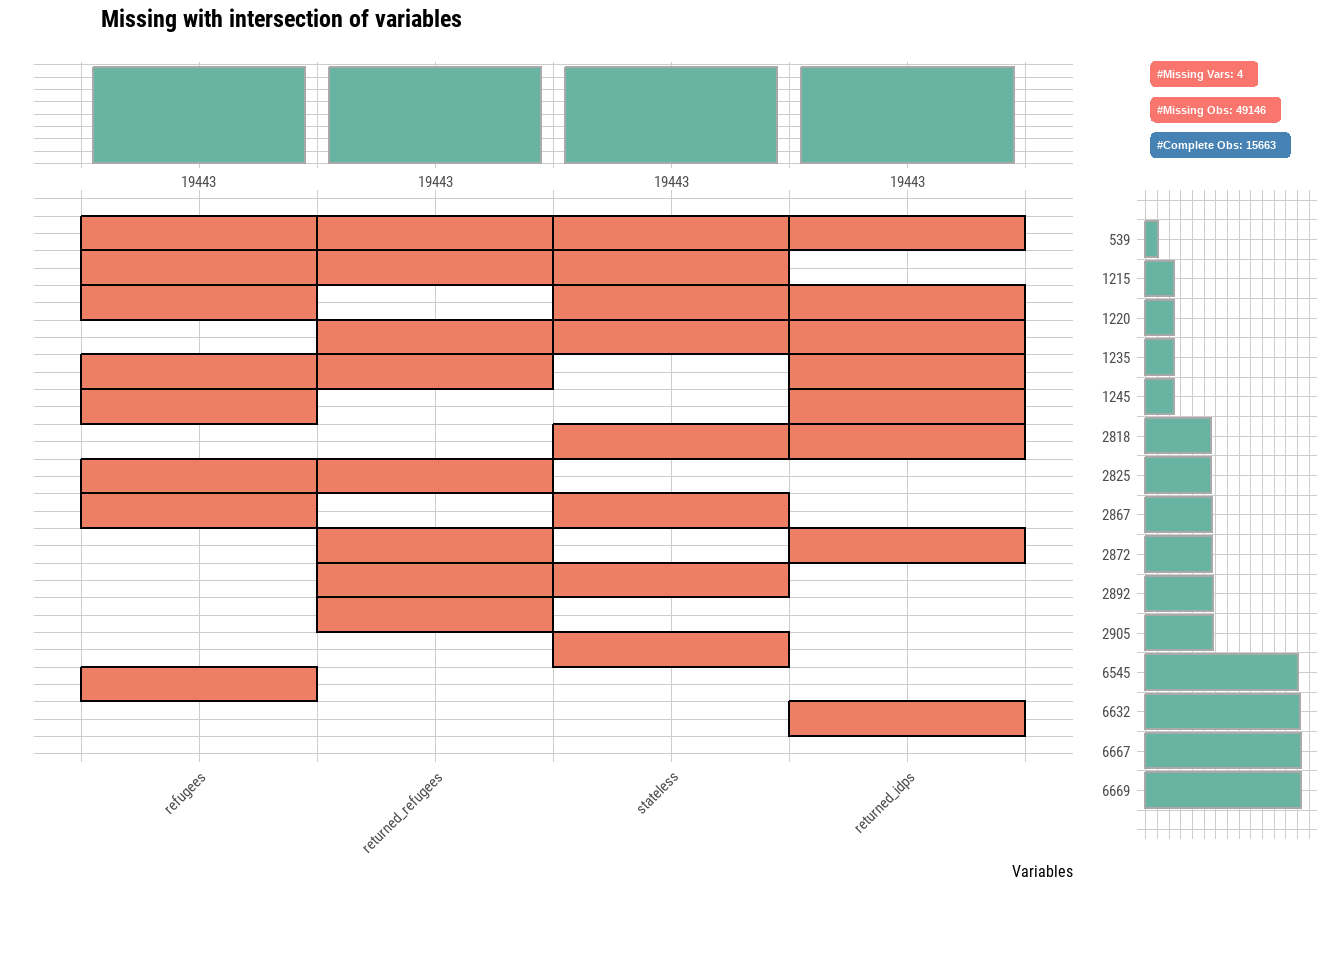 Missing with intersection of variables
#Missing Vars: 4
#Missing Obs: 49146
#Complete Obs: 15663
19443 19443 19443 19443
539
1215
1220
1235
1245
2818
2825
2867
2872
2892
2905
6545
6632
6667
6669
refugees returned_refugees stateless returned_idps
Variables